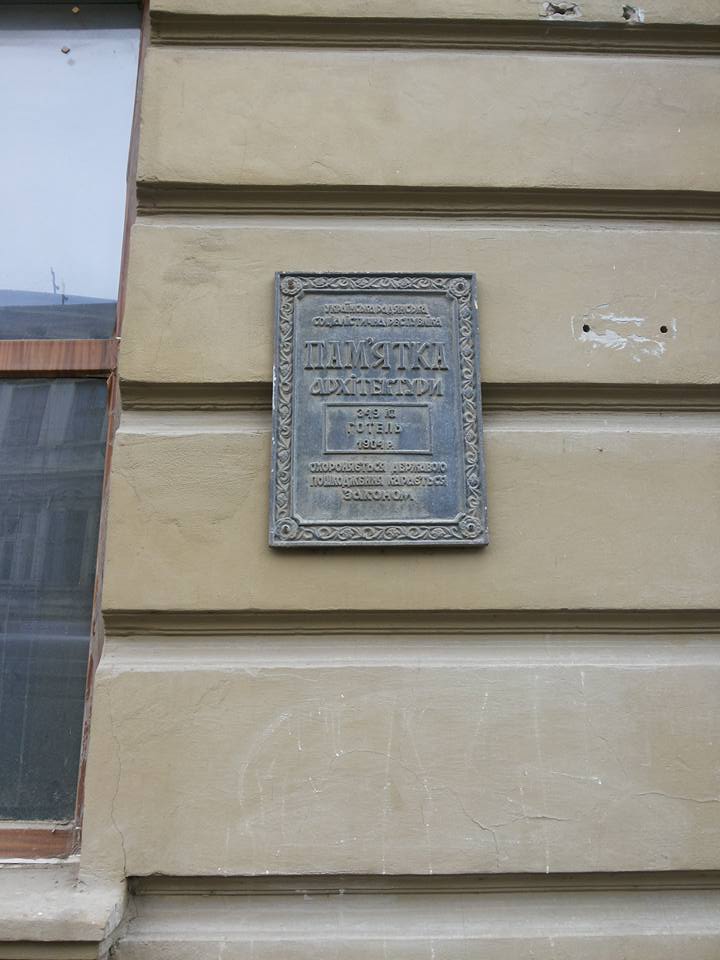 УКРАЇНСЬКА РАДЯНСЬКА
СОЦІАЛІСТИЧНА РЕСПУБЛІКА
ПАМ'ЯТКА
АРХІТЕКТУРИ
ГОТЕЛЬ
1904 Р.
ОХОРОНЯЄТЬСЯ ДЕРЖАВОЮ
ПОШКОДЖЕННЯ КАРАЄТЬСЯ
ЗАКОНОМ